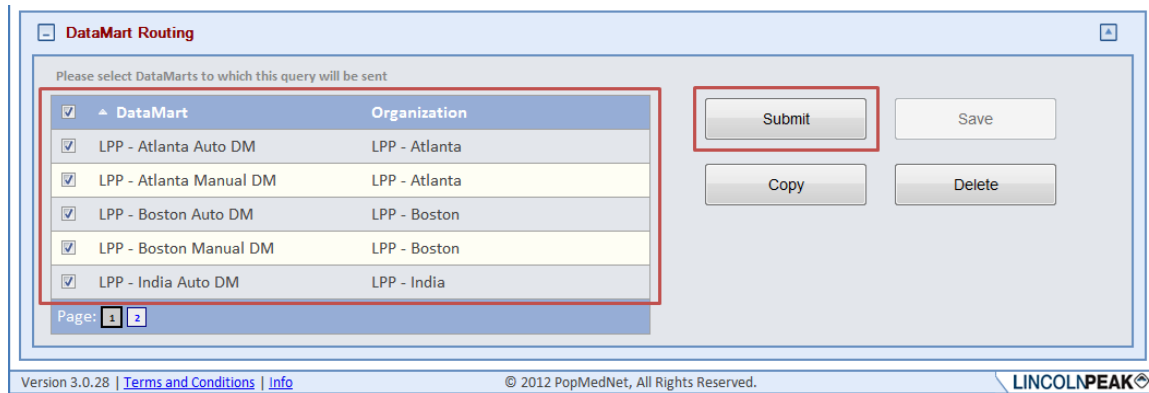 DataMart Routing
Please select DataMarts to which this query will be sent
DataMart Organization
LPP - Atlanta Auto DM LPP - Atlanta
LPP - Atlanta Manual DM LPP - Atlanta
LPP - Boston Auto DM LPP - Boston
LPP - Boston Manual DM LPP - Boston
LPP - India Auto DM LPP - India
Page: 1 2
Submit Save
Copy Delete
Version 3.0.28 | Terms and Conditions | Info © 2012 PopMedNet, All Rights Reserved. LINCOLNPEAK